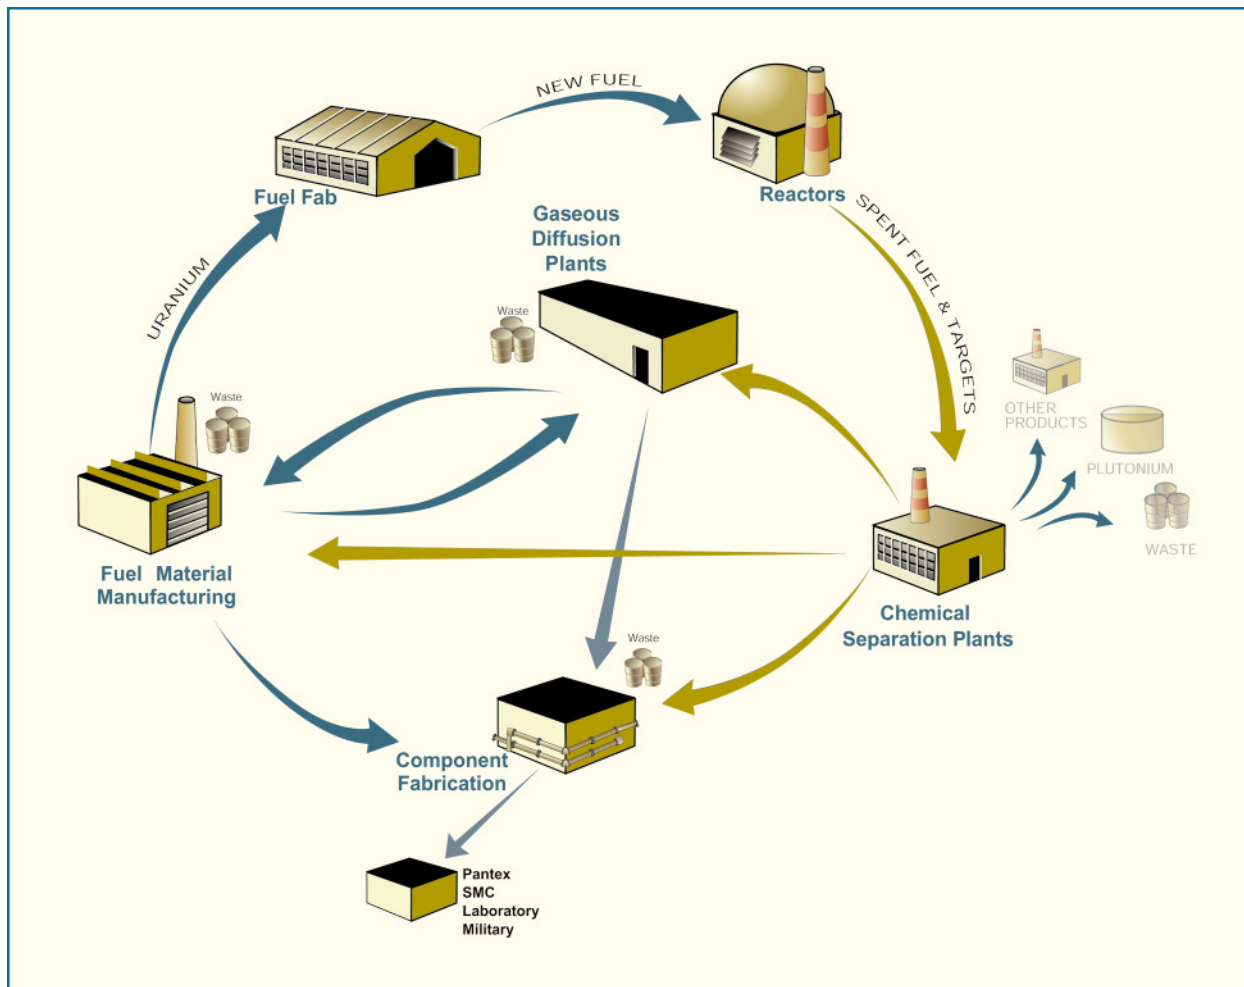 NEW FUEL
Fuel Fab
Reactors
SPENT FUEL & TARGETS
Gaseous
Diffusion
Plants
URANIUM
Waste
Waste
OTHER
PRODUCTS
PLUTONIUM
WASTE
Fuel Material
Manufacturing
Chemical
Separation Plants
Waste
Component
Fabrication
Pantex
SMC
Laboratory
Military